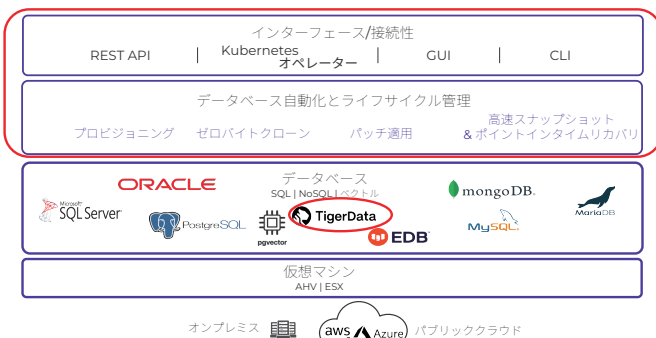 インターフェース/接続性
REST API | Kubernetes オペレーター | GUI | CLI
データベース自動化とライフサイクル管理
プロビジョニング ゼロバイトクローン パッチ適用 高速スナップショット
& ポイントインタイムリカバリ
データベース
SQL | NoSQL | ベクトル
ORACLE
mongoDB.
Microsoft
SQL Server
PostgreSQL
pgvector
TigerData
EDB
MySQL
MariaDB
仮想マシン
AHV | ESX
オンプレミス aws Azure パブリッククラウド